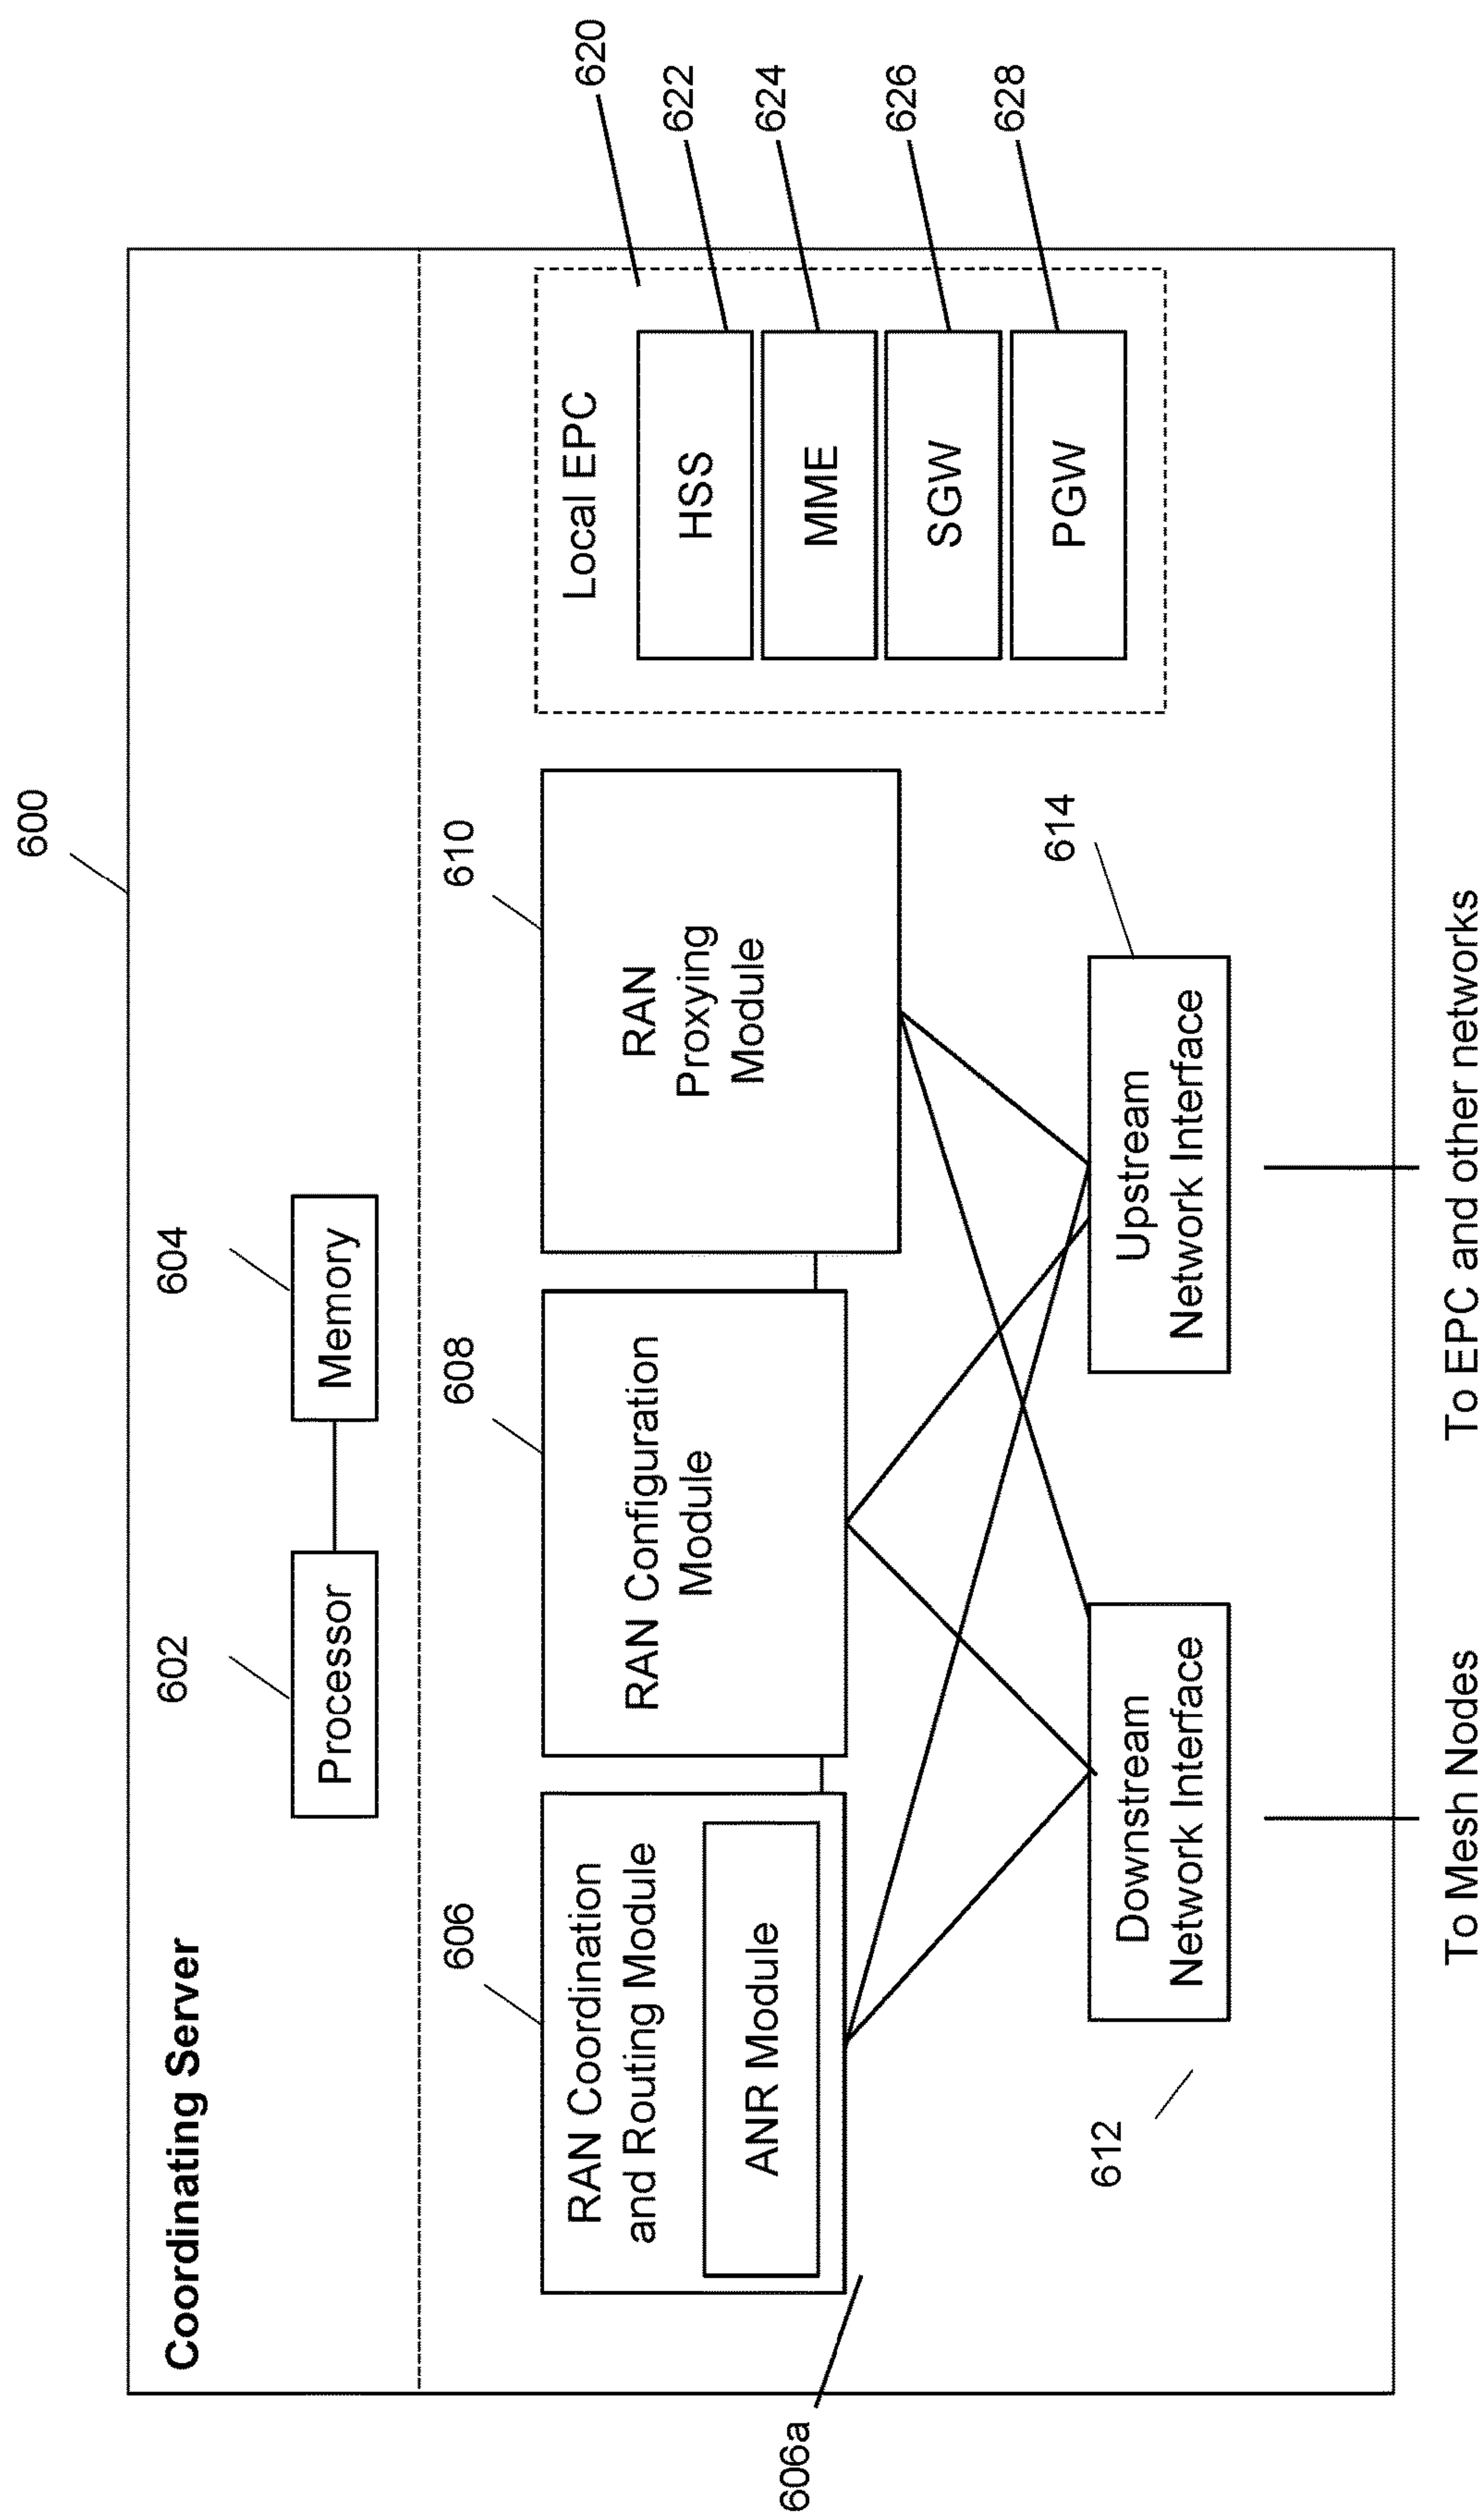 600
Coordinating Server
602
Processor
604
Memory
606
RAN Coordination
and Routing Module
ANR Module
606a
608
RAN Configuration
Module
610
RAN
Proxying
Module
Local EPC
HSS
MME
SGW
PGW
620
622
624
626
628
612
Downstream
Network Interface
614
Upstream
Network Interface
To Mesh Nodes
To EPC and other networks